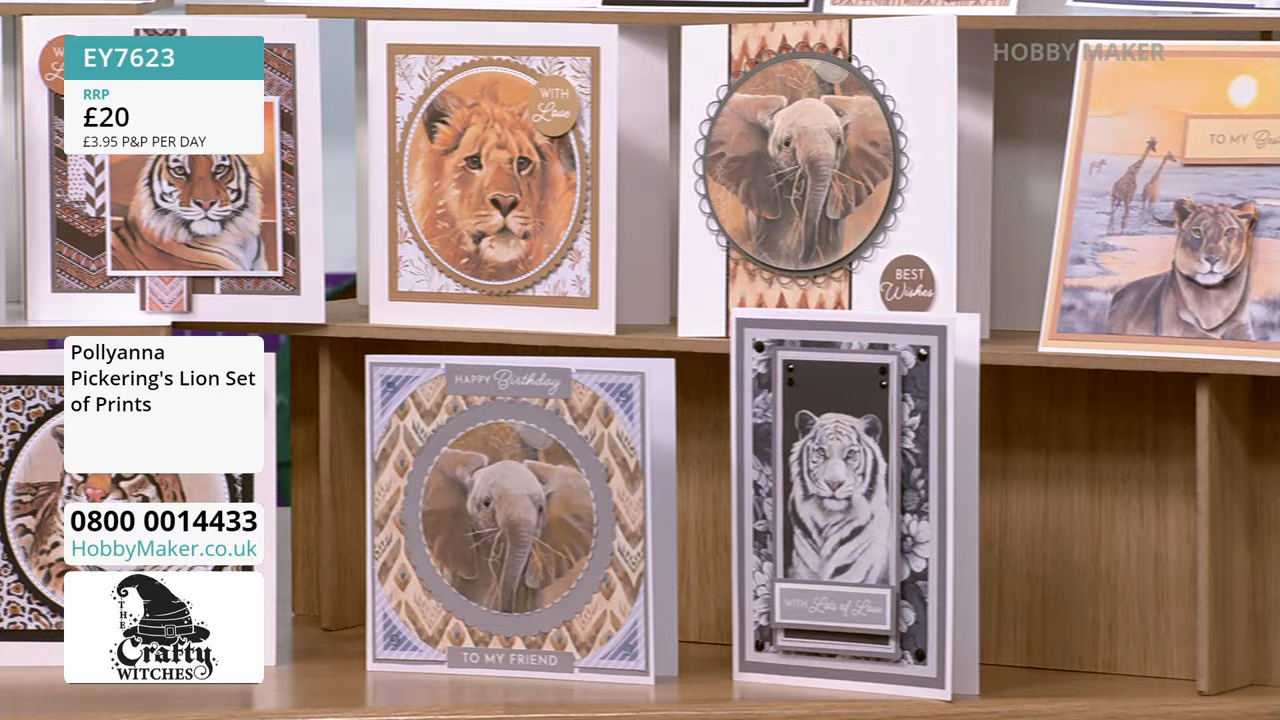 EY7623
RRP
£20
£3.95 P&P PER DAY
HOBBY MAKER
WITH
Love
TO MY
BEST
Wishes
Pollyanna
Pickering's Lion Set
of Prints
HAPPY Birthday
TO MY FRIEND
WITH Lots of Love
0800 0014433
HobbyMaker.co.uk
THE
Crafty
WITCHES